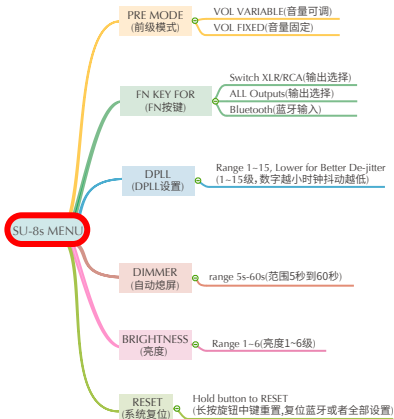 PRE MODE
(前级模式)
VOL VARIABLE(音量可调)
VOL FIXED(音量固定)
FN KEY FOR
(FN按键)
Switch XLR/RCA(输出选择)
ALL Outputs(输出选择)
Bluetooth(蓝牙输入)
DPLL
(DPLL设置)
Range 1~15, Lower for Better De-jitter
(1~15级,数字越小时钟抖动越低)
SU-8s MENU
DIMMER
(自动熄屏)
range 5s-60s(范围5秒到60秒)
BRIGHTNESS
(亮度)
Range 1~6(亮度1~6级)
RESET
(系统复位)
Hold button to RESET
(长按旋钮中键重置,复位蓝牙或者全部设置)